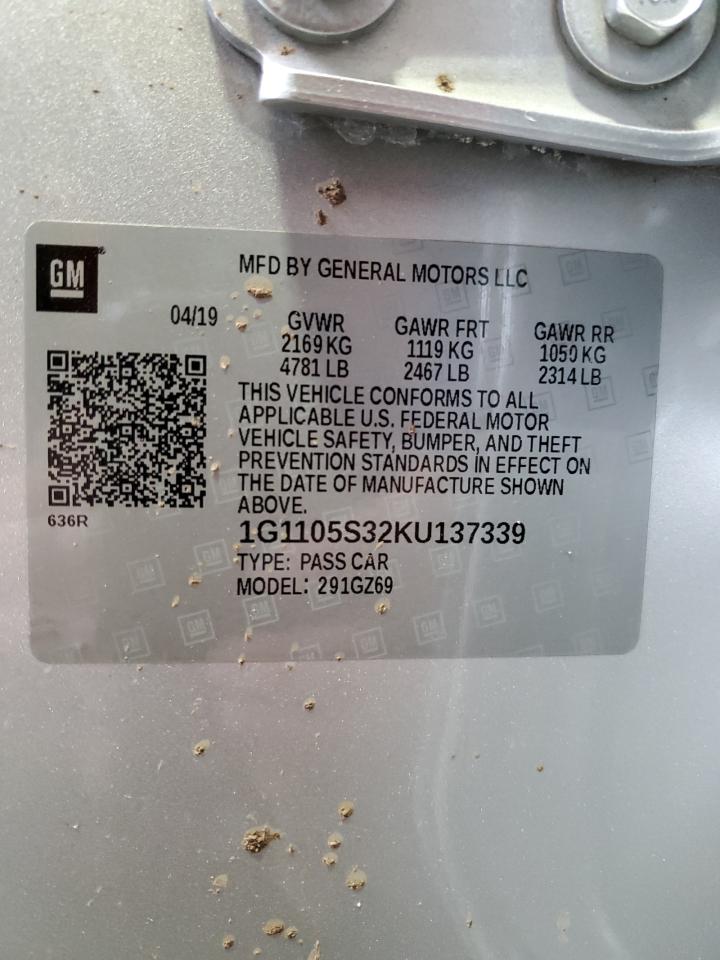 GM
MFD BY GENERAL MOTORS LLC
04/19
GVWR GAWR FRT GAWR RR
2169 KG 1119 KG 1050 KG
4781 LB 2467 LB 2314 LB
THIS VEHICLE CONFORMS TO ALL
APPLICABLE U.S. FEDERAL MOTOR
VEHICLE SAFETY, BUMPER, AND THEFT
PREVENTION STANDARDS IN EFFECT ON
THE DATE OF MANUFACTURE SHOWN
ABOVE.
636R
1G1105S32KU137339
TYPE: PASS CAR
MODEL: 291GZ69